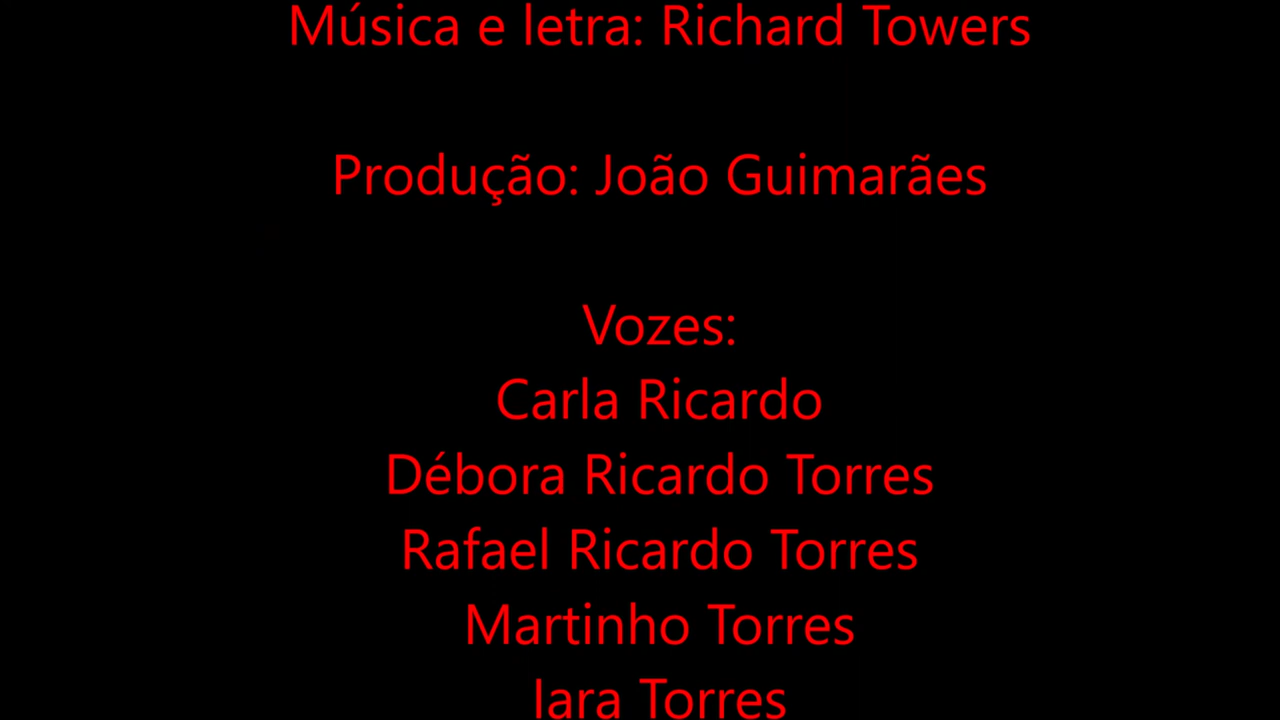 Música e letra: Richard Towers
Produção: João Guimarães
Vozes:
Carla Ricardo
Débora Ricardo Torres
Rafael Ricardo Torres
Martinho Torres
Iara Torres